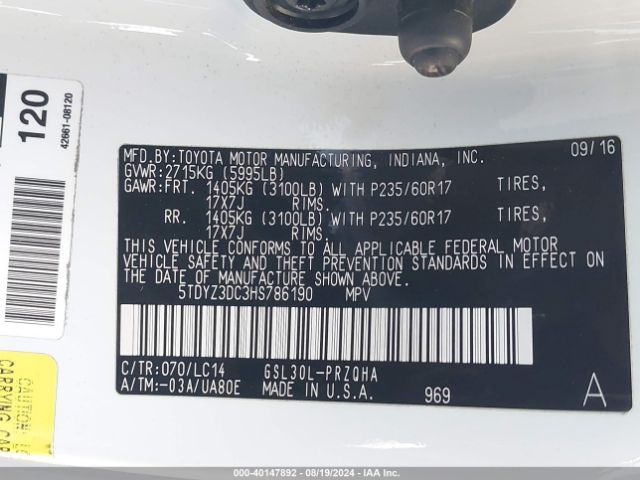 120
42661-08120
MFD.BY:TOYOTA MOTOR MANUFACTURING, INDIANA, INC. 09/16
GVWR:2715KG (5995LB)
GAWR:FRT. 1405KG (3100LB) WITH P235/60R17 TIRES,
17X7J RIMS.
RR. 1405KG (3100LB) WITH P235/60R17 TIRES,
17X7J RIMS.
THIS VEHICLE CONFORMS TO ALL APPLICABLE FEDERAL MOTOR
VEHICLE SAFETY AND THEFT PREVENTION STANDARDS IN EFFECT ON
THE DATE OF MANUFACTURE SHOWN ABOVE.
5TDYZ3DC3HS786190 MPV
C/TR:070/LC14 GSL30L-PRZQHA
A/TM:-03A/UA80E MADE IN U.S.A. 969 A
CARRYING CAP
CAUTION:
000-40147892 - 08/19/2024 - IAA Inc.